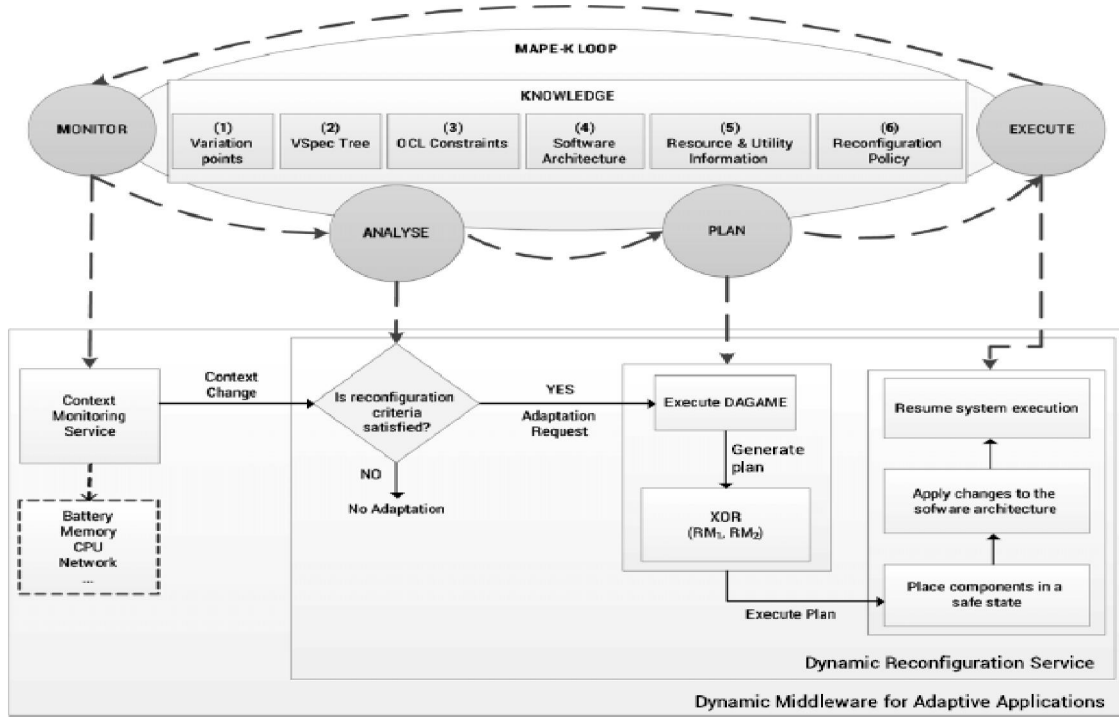 MAPE-K LOOP
KNOWLEDGE
MONITOR
(1)
Variation
points
(2)
VSpec Tree
(3)
OCL Constraints
(4)
Software
Architecture
(5)
Resource & Utility
Information
(6)
Reconfiguration
Policy
EXECUTE
ANALYSE
PLAN
Context
Monitoring
Service
Context
Change
Is reconfiguration
criteria
satisfied?
YES
Adaptation
Request
NO
No Adaptation
Execute DAGAME
Generate
plan
XOR
(RM₁, RM₂)
Execute Plan
Resume system execution
Apply changes to the
sofware architecture
Place components in a
safe state
Battery
Memory
CPU
Network
...
Dynamic Reconfiguration Service
Dynamic Middleware for Adaptive Applications